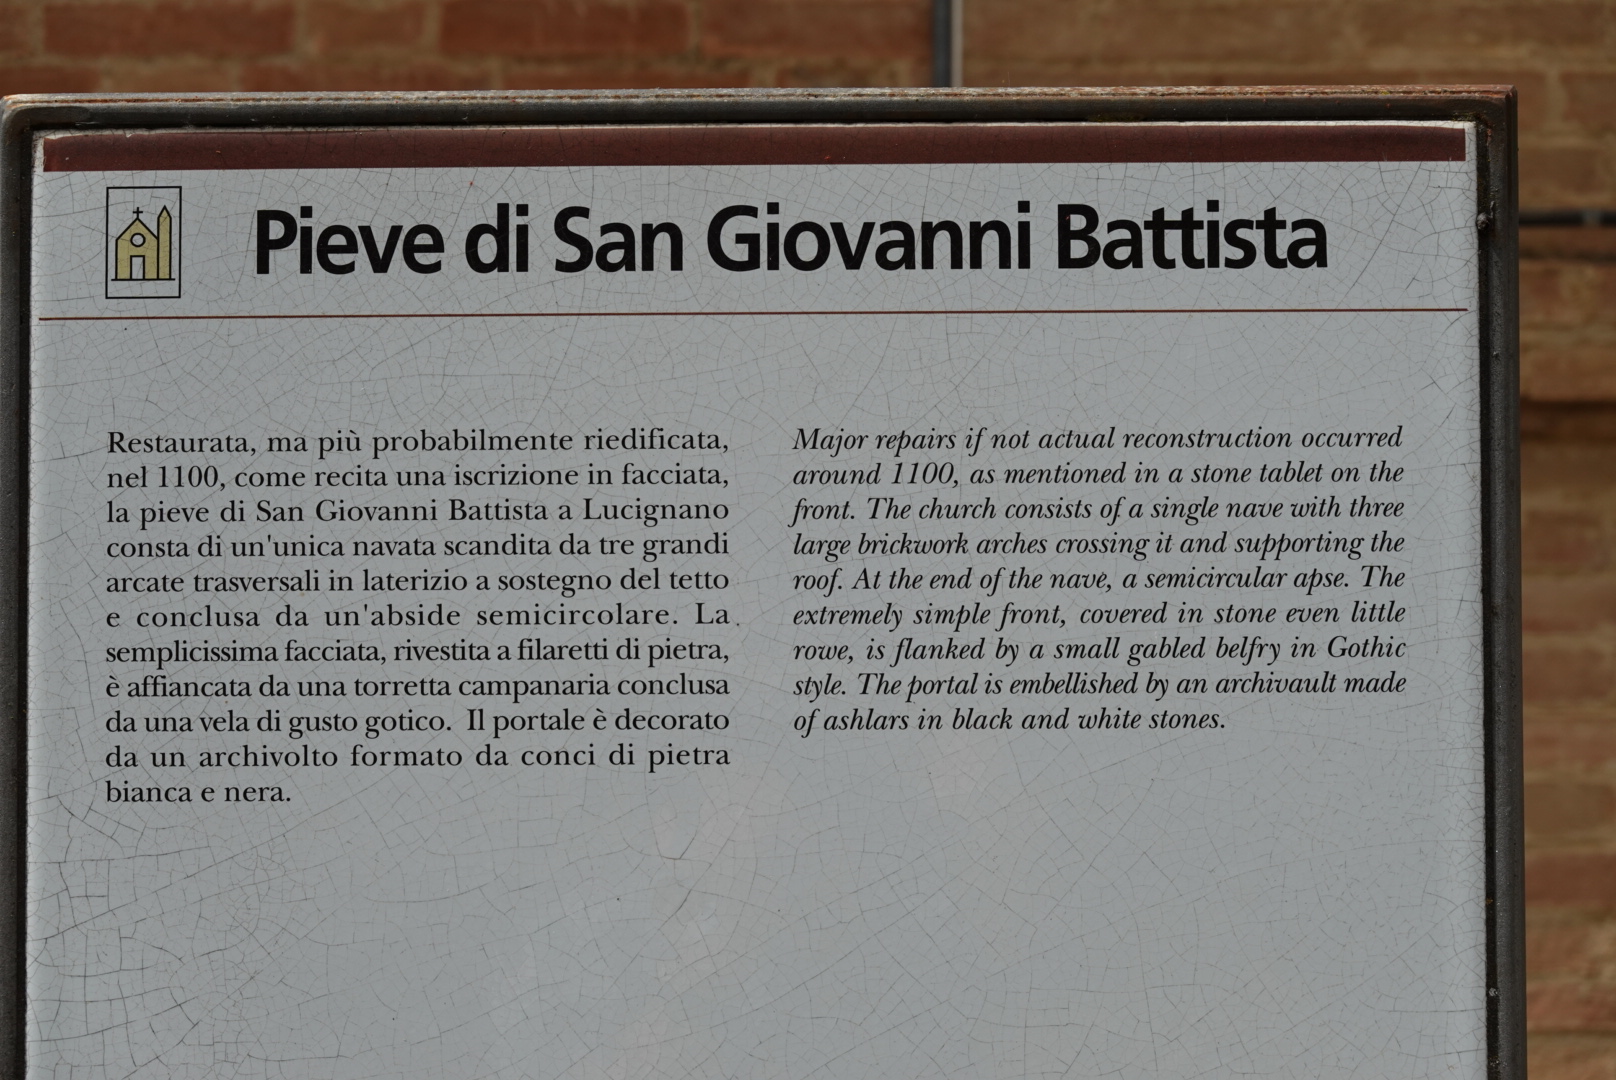 Pieve di San Giovanni Battista
Restaurata, ma più probabilmente riedificata,
nel 1100, come recita una iscrizione in facciata,
la pieve di San Giovanni Battista a Lucignano
consta di un'unica navata scandita da tre grandi
arcate trasversali in laterizio a sostegno del tetto
e conclusa da un'abside semicircolare. La
semplicissima facciata, rivestita a filaretti di pietra,
è affiancata da una torretta campanaria conclusa
da una vela di gusto gotico. Il portale è decorato
da un archivolto formato da conci di pietra
bianca e nera.
Major repairs if not actual reconstruction occurred
around 1100, as mentioned in a stone tablet on the
front. The church consists of a single nave with three
large brickwork arches crossing it and supporting the
roof. At the end of the nave, a semicircular apse. The
extremely simple front, covered in stone even little
rowe, is flanked by a small gabled belfry in Gothic
style. The portal is embellished by an archivault made
of ashlars in black and white stones.